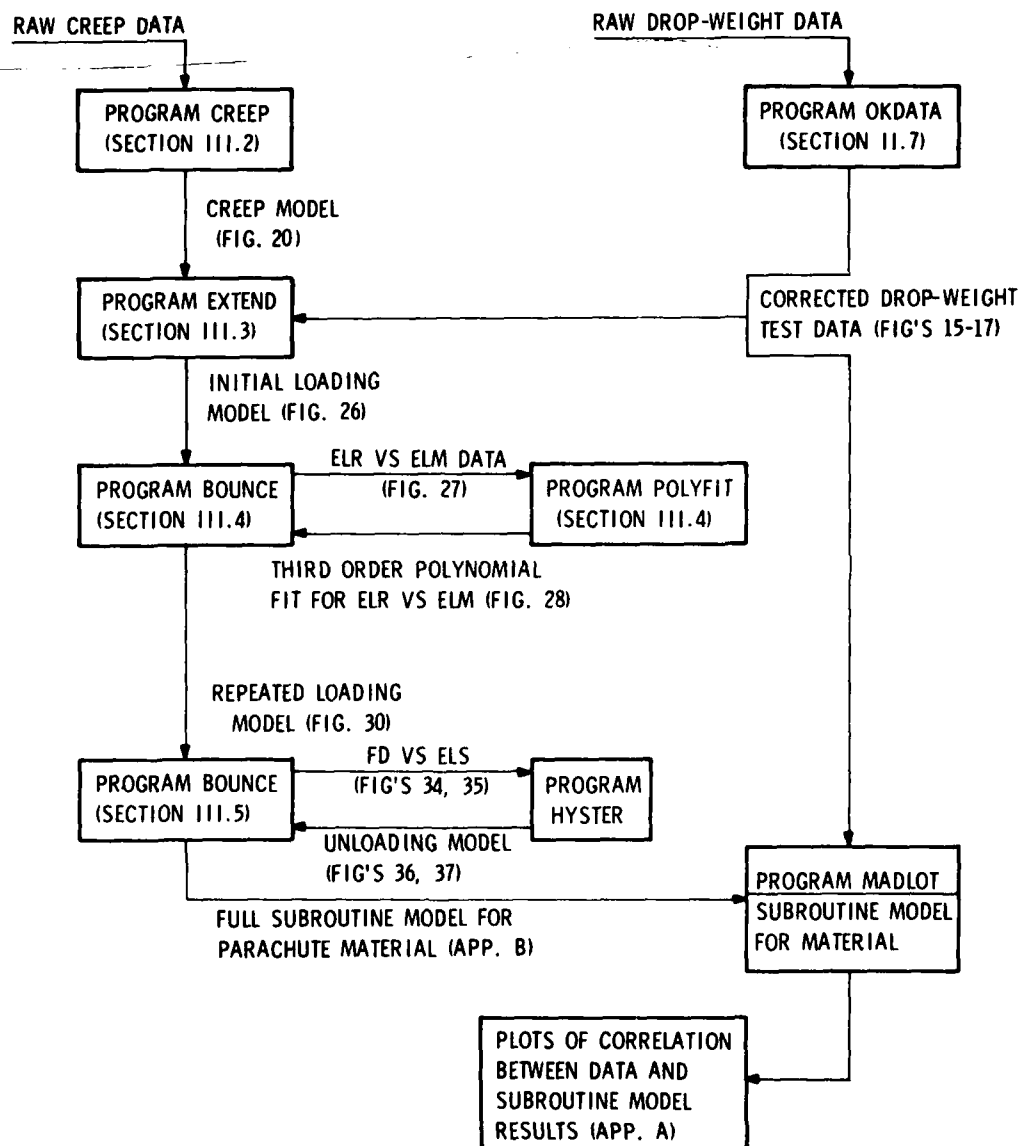 RAW CREEP DATA
RAW DROP-WEIGHT DATA
PROGRAM CREEP
(SECTION III.2)
PROGRAM OKDATA
(SECTION II.7)
CREEP MODEL
(FIG. 20)
PROGRAM EXTEND
(SECTION III.3)
CORRECTED DROP-WEIGHT
TEST DATA (FIG'S 15-17)
INITIAL LOADING
MODEL (FIG. 26)
PROGRAM BOUNCE
(SECTION III.4)
ELR VS ELM DATA
(FIG. 27)
PROGRAM POLYFIT
(SECTION III.4)
THIRD ORDER POLYNOMIAL
FIT FOR ELR VS ELM (FIG. 28)
REPEATED LOADING
MODEL (FIG. 30)
PROGRAM BOUNCE
(SECTION III.5)
FD VS ELS
(FIG'S 34, 35)
PROGRAM
HYSTER
UNLOADING MODEL
(FIG'S 36, 37)
FULL SUBROUTINE MODEL FOR
PARACHUTE MATERIAL (APP. B)
PROGRAM MADLOT
SUBROUTINE MODEL
FOR MATERIAL
PLOTS OF CORRELATION
BETWEEN DATA AND
SUBROUTINE MODEL
RESULTS (APP. A)